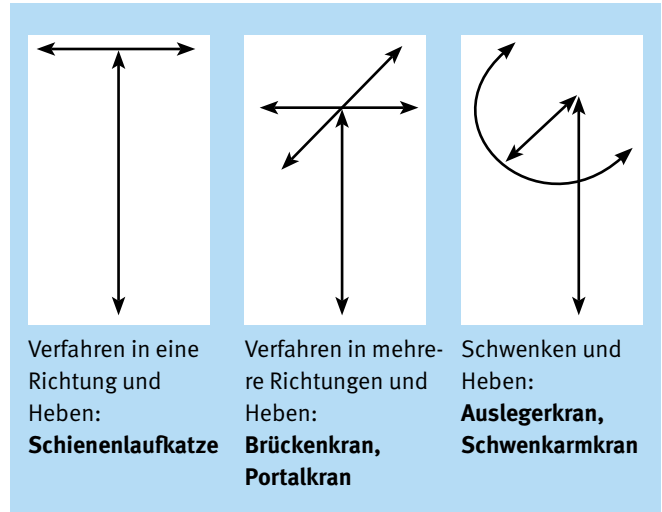 Verfahren in eine
Richtung und
Heben:
Schienenlaufkatze
Verfahren in mehre-
re Richtungen und
Heben:
Brückenkran,
Portalkran
Schwenken und
Heben:
Auslegerkran,
Schwenkarmkran